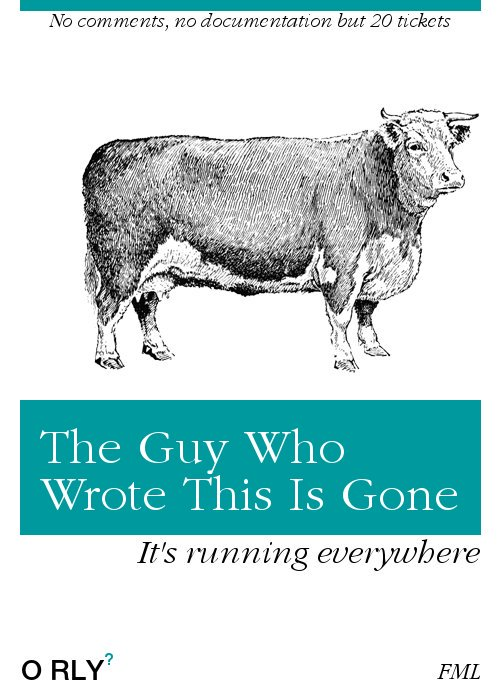 No comments, no documentation but 20 tickets
The Guy Who
Wrote This Is Gone
It's running everywhere
O RLY?
FML